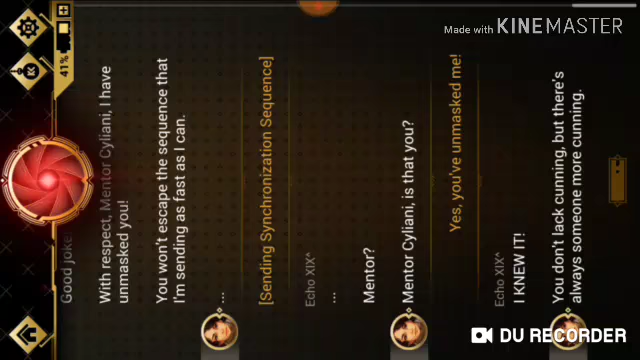 Made with KINEMASTER
41%
Good joke
With respect, Mentor Cyliani, I have
unmasked you!
You won't escape the sequence that
I'm sending as fast as I can.
...
[Sending Synchronization Sequence]
Echo XIX^
...
Mentor?
Mentor Cyliani, is that you?
Yes, you've unmasked me!
Echo XIX^
I KNEW IT!
You don't lack cunning, but there's
always someone more cunning.
DU RECORDER